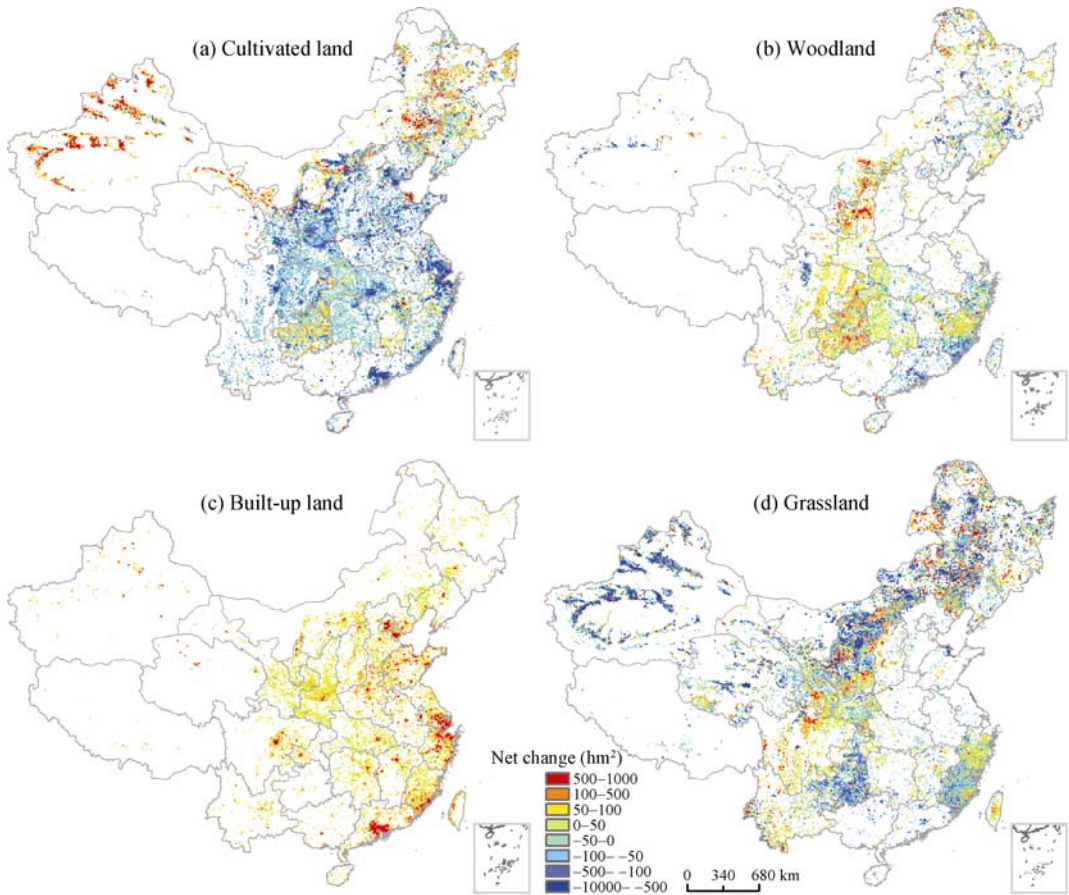 (a) Cultivated land
(b) Woodland
(c) Built-up land
(d) Grassland
Net change (hm²)
500–1000
100–500
50–100
0–50
−50–0
−100– −50
−500– −100
−10000– −500
0 340 680 km